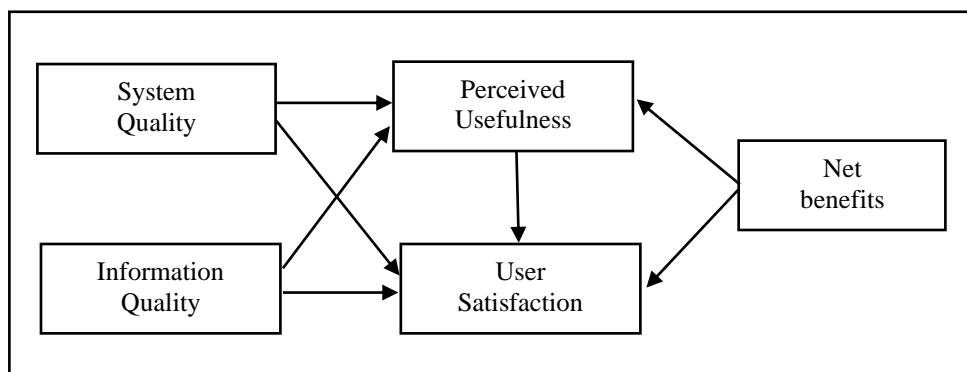 System
Quality
Perceived
Usefulness
Net
benefits
Information
Quality
User
Satisfaction